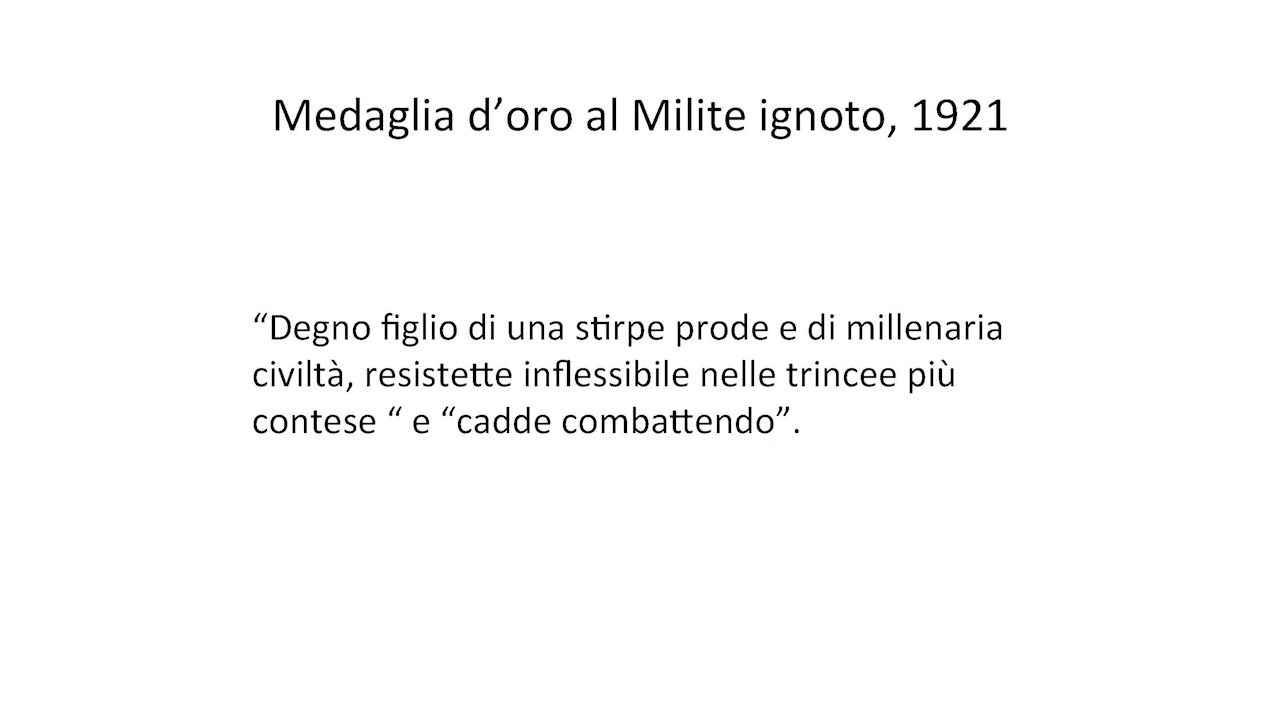 Medaglia d’oro al Milite ignoto, 1921
“Degno figlio di una stirpe prode e di millenaria
civiltà, resistette inflessibile nelle trincee più
contese “ e “cadde combattendo”.